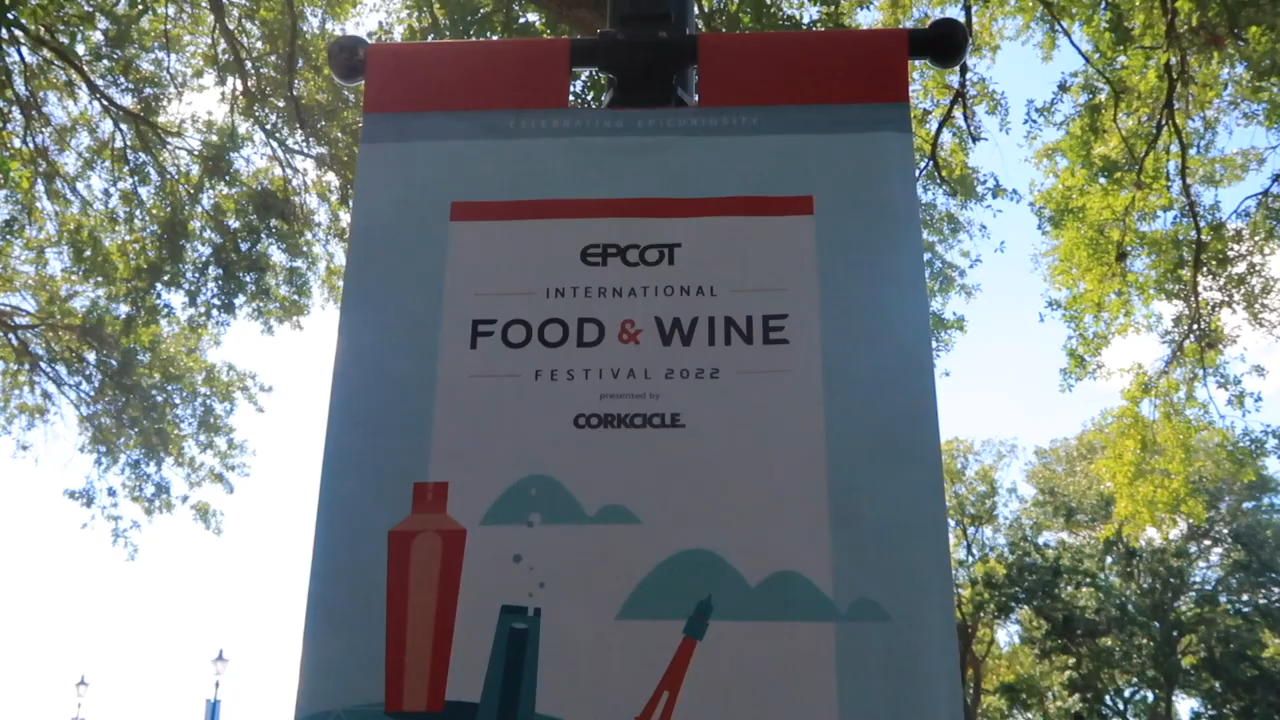 CELEBRATING EPICURIOSITY
EPCOT
INTERNATIONAL
FOOD & WINE
FESTIVAL 2022
presented by
CORKCICLE.